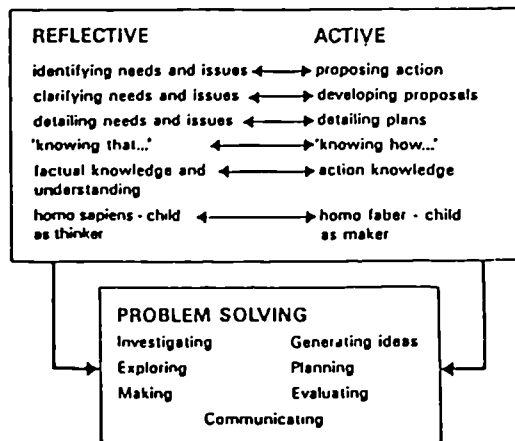 REFLECTIVE ACTIVE
identifying needs and issues proposing action
clarifying needs and issues developing proposals
detailing needs and issues detailing plans
'knowing that...' 'knowing how...'
factual knowledge and action knowledge
understanding
homo sapiens - child homo faber - child
as thinker as maker
PROBLEM SOLVING
Investigating Generating ideas
Exploring Planning
Making Evaluating
Communicating